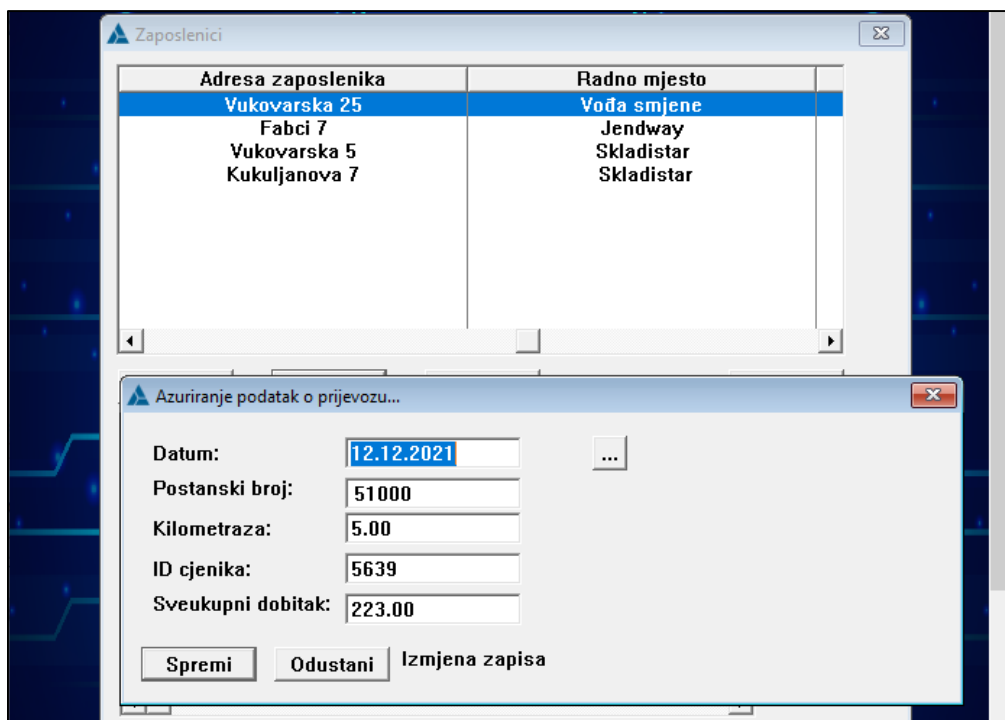 Zaposlenici
Adresa zaposlenika Radno mjesto
Vukovarska 25 Vođa smjene
Fabci 7 Jendway
Vukovarska 5 Skladistar
Kukuljanova 7 Skladistar
Azuriranje podatak o prijevozu...
Datum: 12.12.2021 ...
Postanski broj: 51000
Kilometraza: 5.00
ID cjenika: 5639
Sveukupni dobitak: 223.00
Spremi Odustani Izmjena zapisa